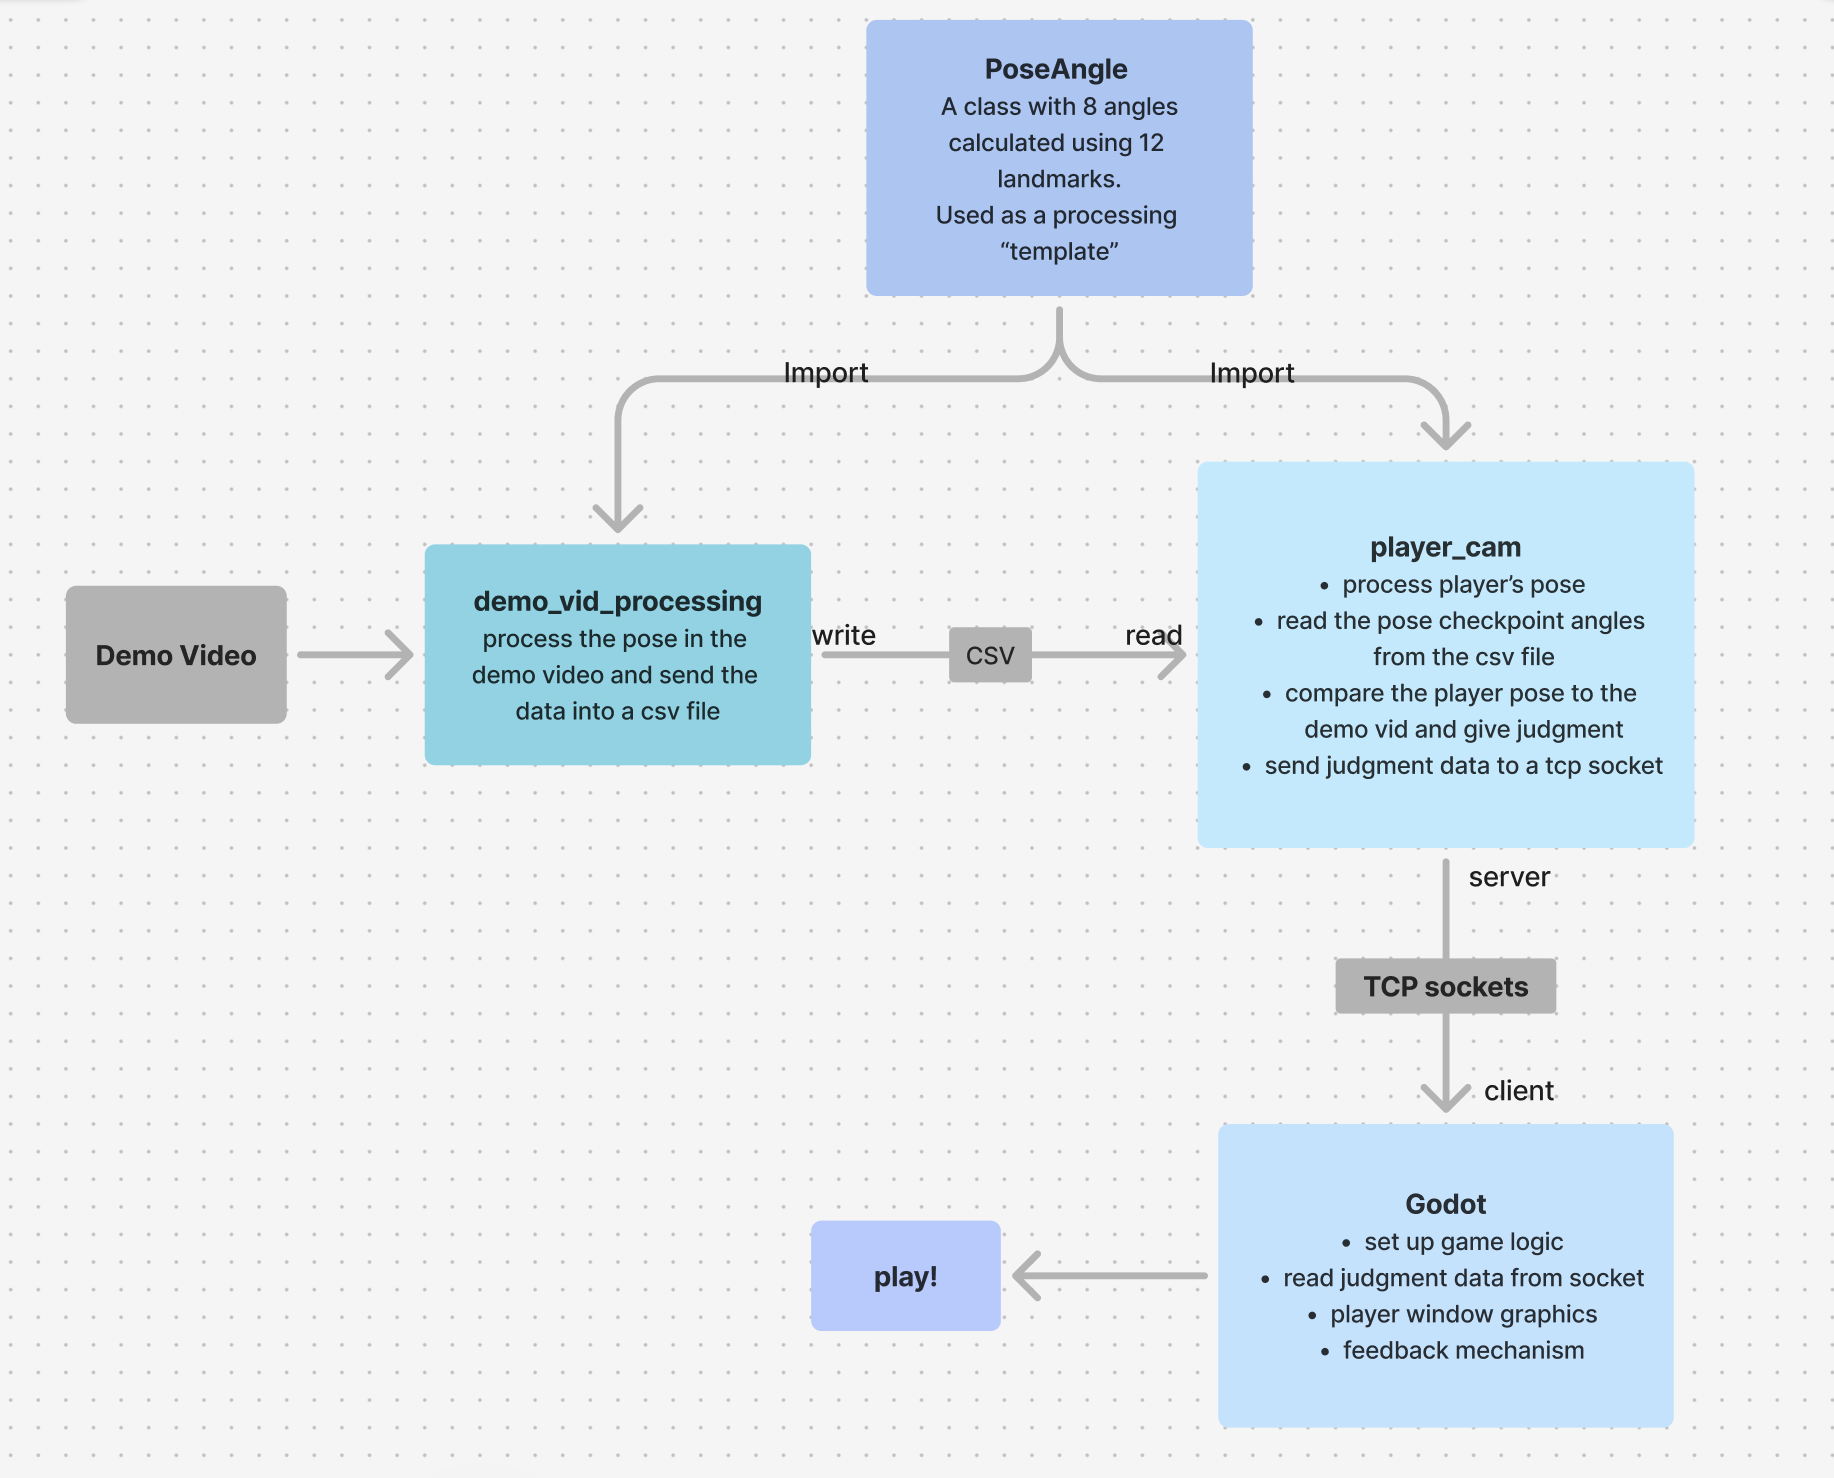 PoseAngle
A class with 8 angles
calculated using 12
landmarks.
Used as a processing
“template”
Import
Import
Demo Video
demo_vid_processing
process the pose in the
demo video and send the
data into a csv file
write
CSV
read
player_cam
• process player’s pose
• read the pose checkpoint angles
from the csv file
• compare the player pose to the
demo vid and give judgment
• send judgment data to a tcp socket
server
TCP sockets
client
Godot
• set up game logic
• read judgment data from socket
• player window graphics
• feedback mechanism
play!